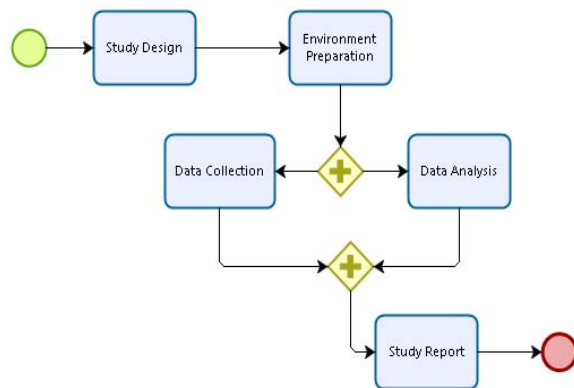 Study Design
Environment
Preparation
Data Collection
Data Analysis
Study Report